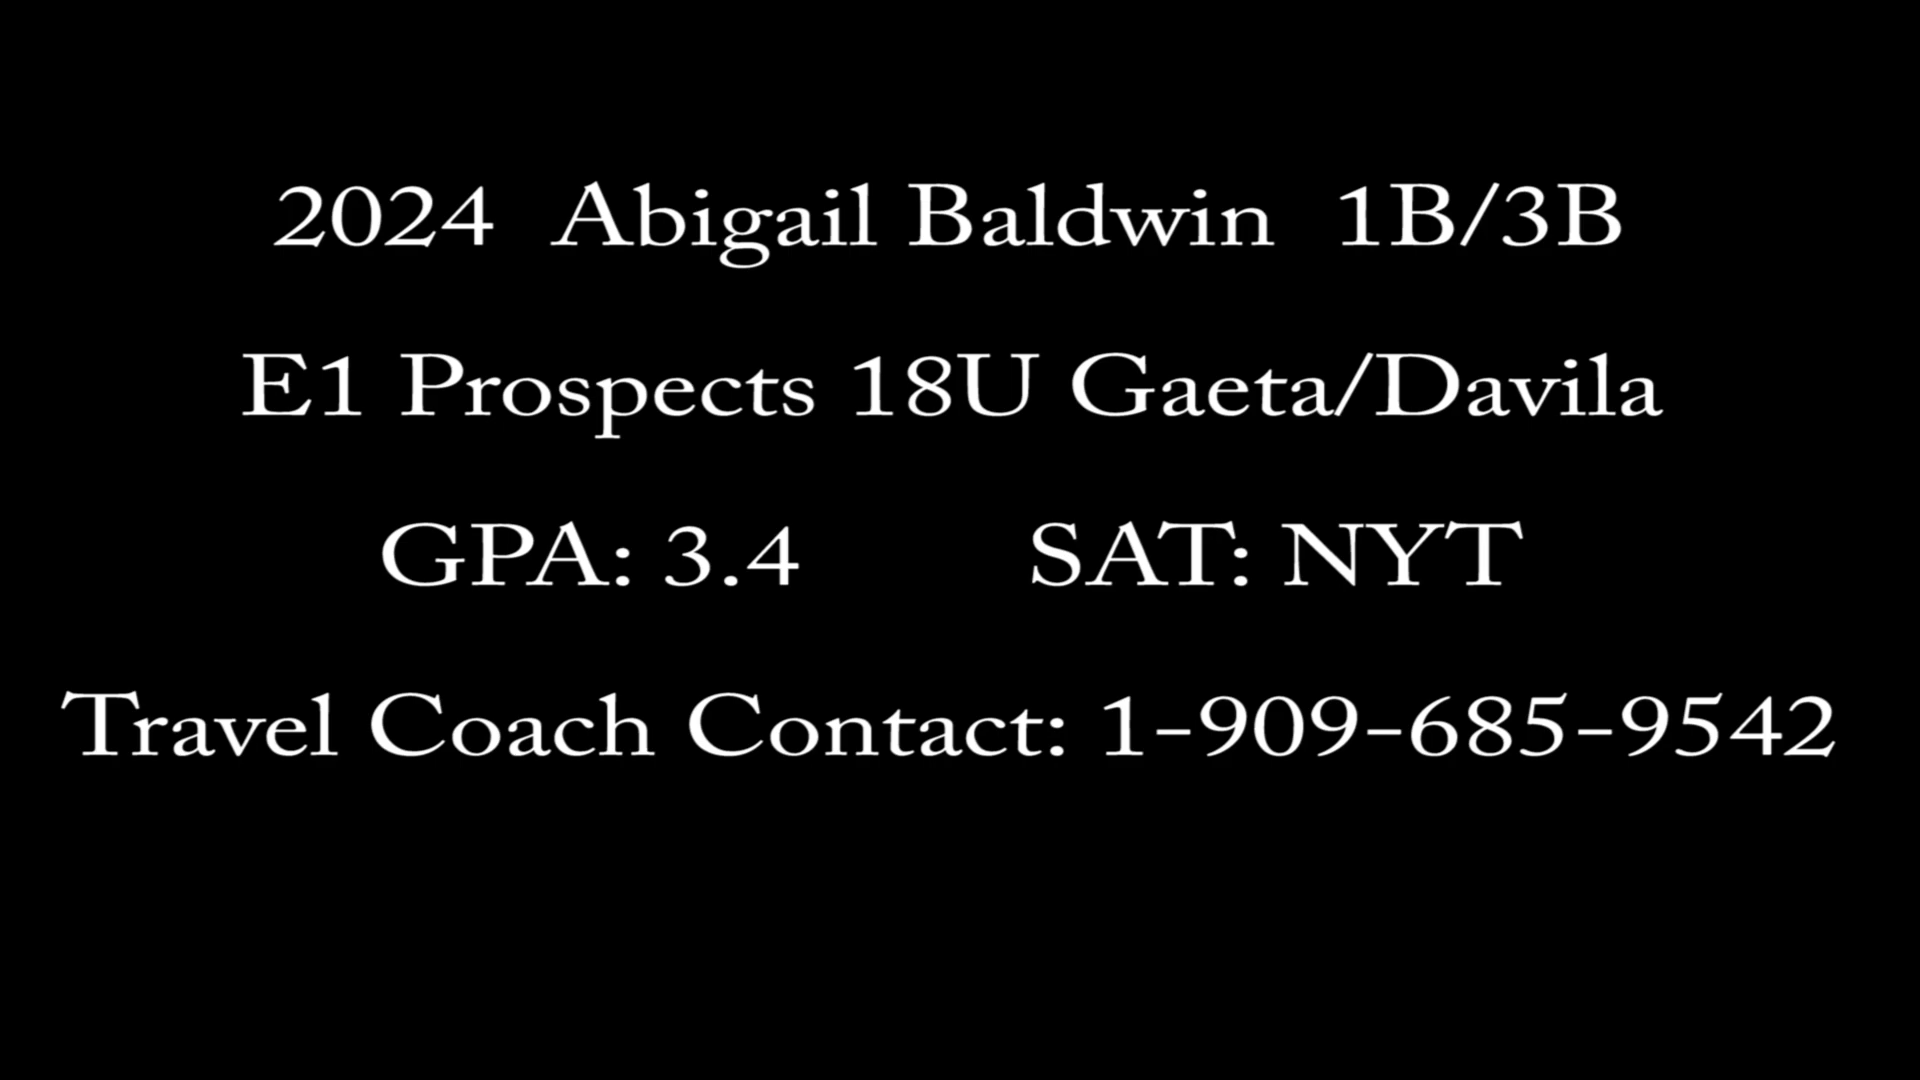 2024 Abigail Baldwin 1B/3B
E1 Prospects 18U Gaeta/Davila
GPA: 3.4 SAT: NYT
Travel Coach Contact: 1-909-685-9542